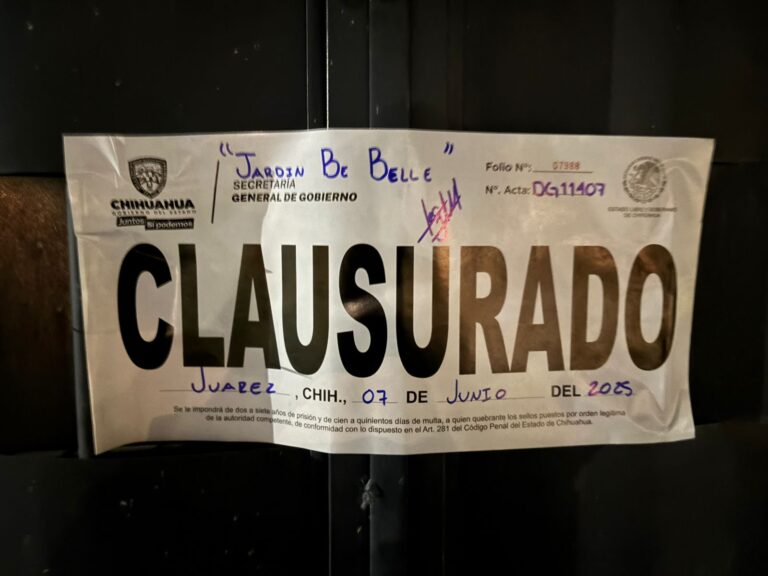 "JARDIN BE BELLE"
CHIHUAHUA
GOBIERNO DEL ESTADO
Juntos Sí podemos
SECRETARÍA
GENERAL DE GOBIERNO
Folio N°: 07988
N°. Acta: DG11407
ESTADO LIBRE Y SOBERANO
DE CHIHUAHUA
CLAUSURADO
JUAREZ, CHIH., 07 DE JUNIO DEL 2025
Se le impondrá de dos a siete años de prisión y de cien a quinientos días de multa, a quien quebrante los sellos puestos por orden legítima
de la autoridad competente, de conformidad con lo dispuesto en el Art. 281 del Código Penal del Estado de Chihuahua.